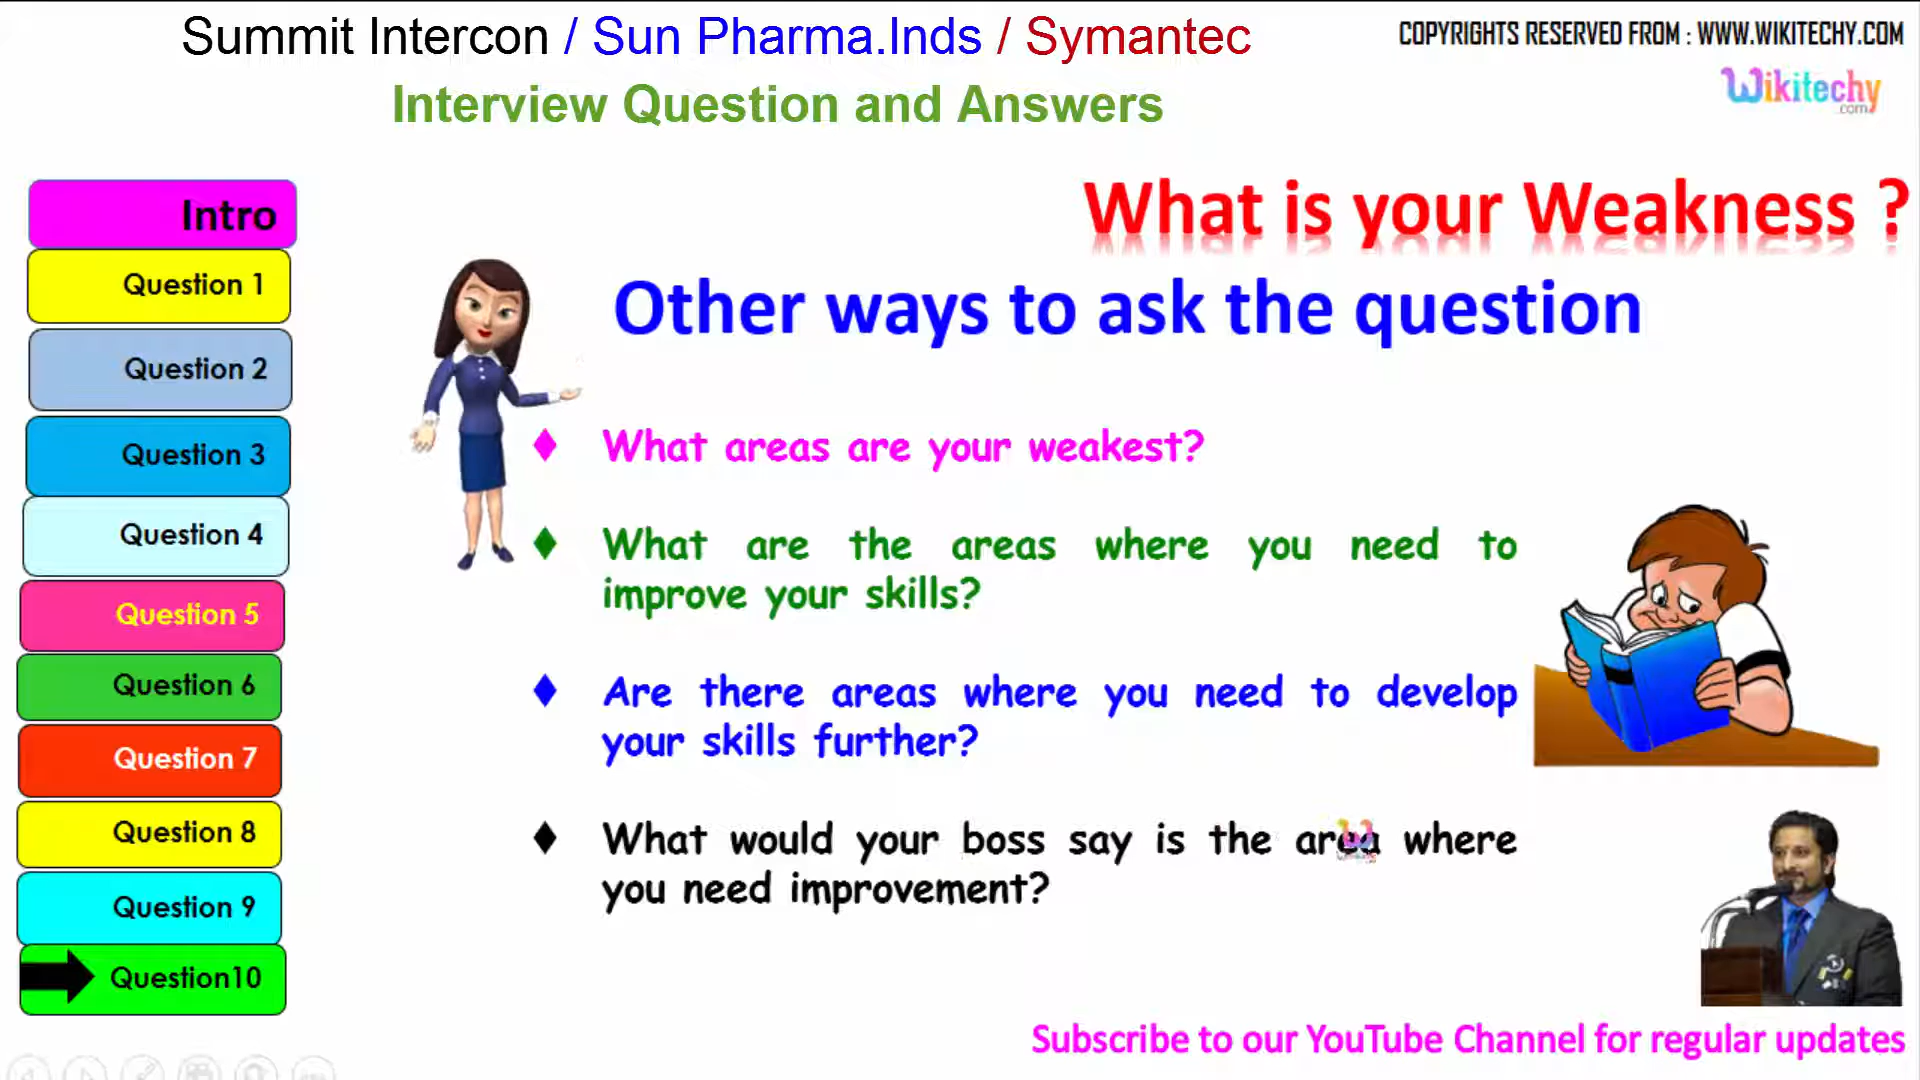 Summit Intercon / Sun Pharma.Inds / Symantec
COPYRIGHTS RESERVED FROM : WWW.WIKITECHY.COM
Interview Question and Answers
Wikitechy
.com
What is your Weakness ?
Other ways to ask the question
Intro
Question 1
Question 2
Question 3
Question 4
Question 5
Question 6
Question 7
Question 8
Question 9
Question10
What areas are your weakest?
What are the areas where you need to
improve your skills?
Are there areas where you need to develop
your skills further?
What would your boss say is the area where
you need improvement?
Subscribe to our YouTube Channel for regular updates